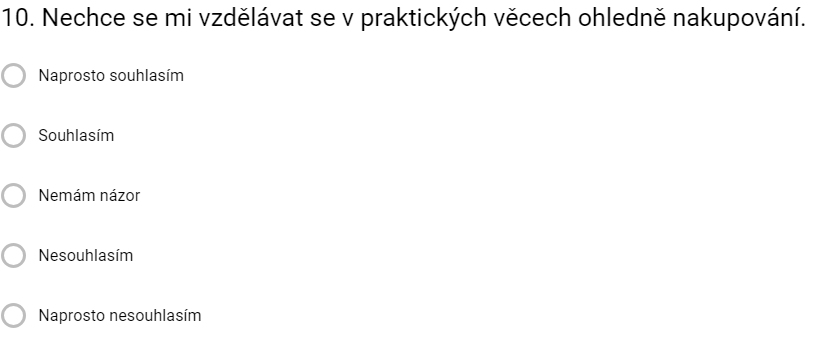 10. Nechce se mi vzdělávat se v praktických věcech ohledně nakupování.
Naprosto souhlasím
Souhlasím
Nemám názor
Nesouhlasím
Naprosto nesouhlasím